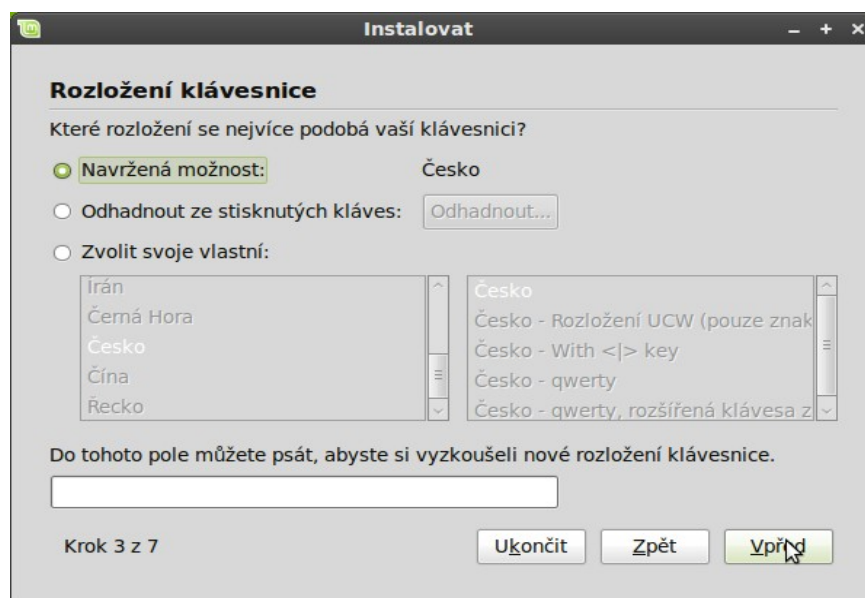 Instalovat
Rozložení klávesnice
Které rozložení se nejvíce podobá vaší klávesnici?
Navržená možnost: Česko
Odhadnout ze stisknutých kláves: Odhadnout...
Zvolit svoje vlastní:
Írán
Černá Hora
Česko
Čína
Řecko
Česko
Česko - Rozložení UCW (pouze znak
Česko - With <|> key
Česko - qwerty
Česko - qwerty, rozšířená klávesa z
Do tohoto pole můžete psát, abyste si vyzkoušeli nové rozložení klávesnice.
Krok 3 z 7 Ukončit Zpět Vpřed